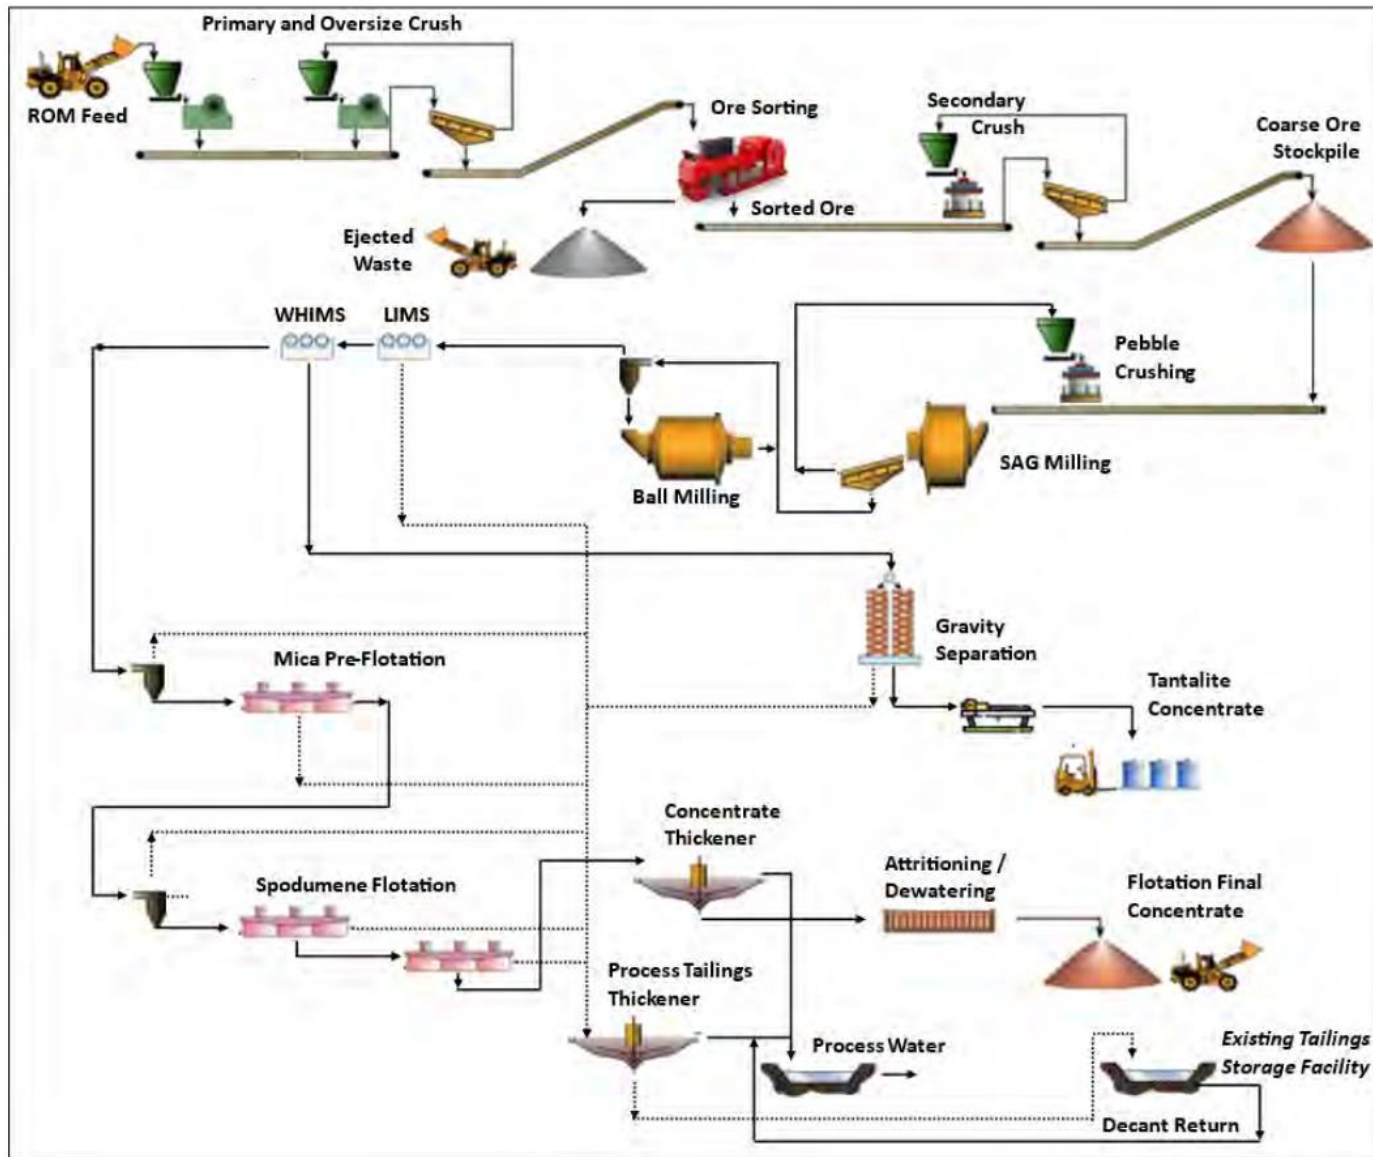 Primary and Oversize Crush
ROM Feed
Ore Sorting
Secondary
Crush
Coarse Ore
Stockpile
Sorted Ore
Ejected
Waste
WHIMS
LIMS
Pebble
Crushing
SAG Milling
Ball Milling
Gravity
Separation
Mica Pre-Flotation
Tantalite
Concentrate
Concentrate
Thickener
Attritioning /
Dewatering
Spodumene Flotation
Flotation Final
Concentrate
Process Tailings
Thickener
Process Water
Existing Tailings
Storage Facility
Decant Return